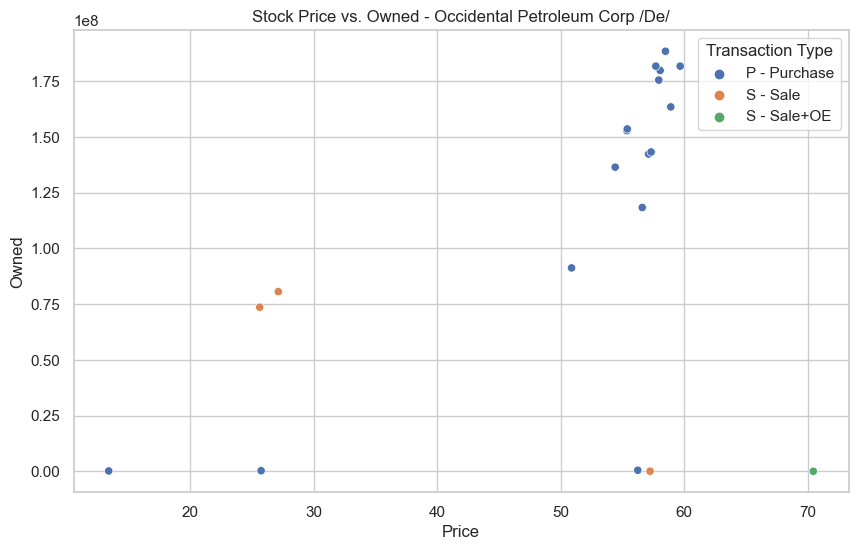 Stock Price vs. Owned - Occidental Petroleum Corp /De/
1e8
Transaction Type
P - Purchase
S - Sale
S - Sale+OE
1.75
1.50
1.25
1.00
0.75
0.50
0.25
0.00
Owned
20 30 40 50 60 70
Price